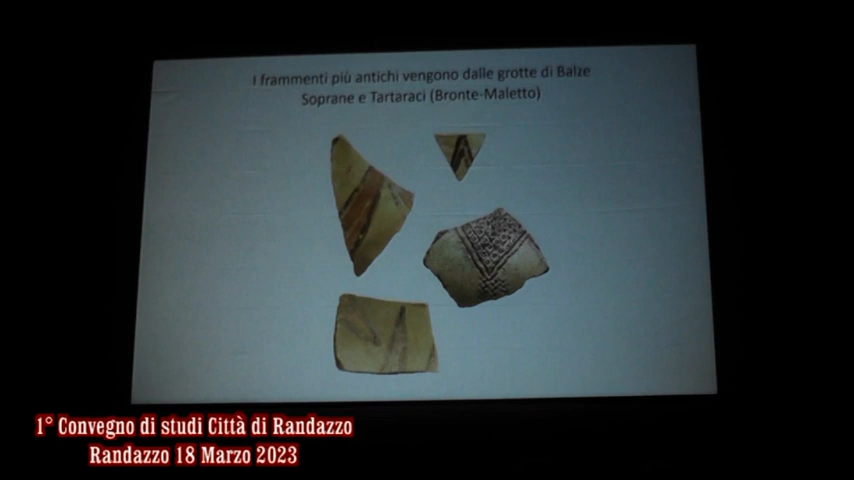 I frammenti più antichi vengono dalle grotte di Balze
Soprane e Tartaraci (Bronte-Maletto)
1° Convegno di studi Città di Randazzo
Randazzo 18 Marzo 2023